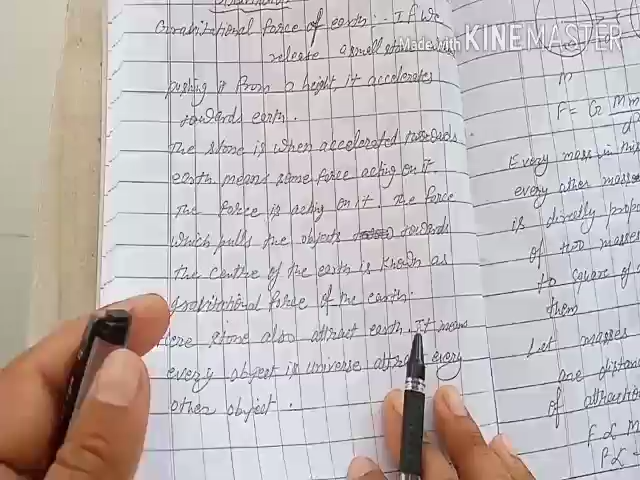 Gravitational force of earth :- If we
release a small stone
Made with KINEMASTER
pushing it from a height, it accelerates
towards earth.
The stone is when accelerated towards
earth means some force acting on it.
The force is acting on it. The force
which pulls the objects towards
the centre of the earth is known as
gravitational force of the earth.
Here stone also attract earth. It means
every object in universe attract every
other object.
M
F = G Mm
Every mass in
every other masses
is directly
of two masses
to square of
them
Let masses
are distance
of attraction
F ∝ M
F ∝